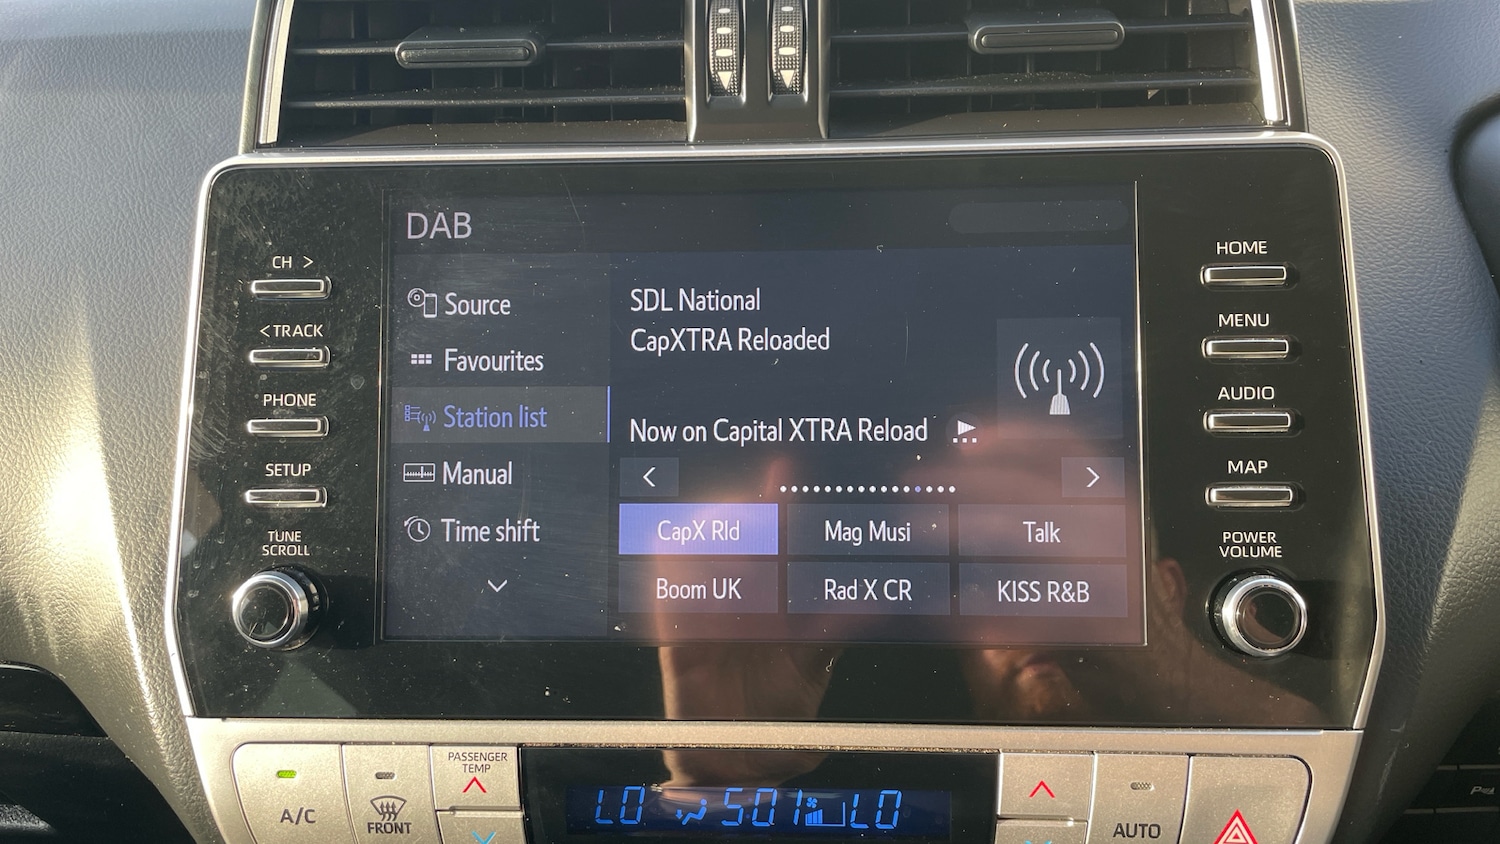 DAB
CH >
< TRACK
PHONE
SETUP
TUNE
SCROLL
Source
Favourites
Station list
Manual
Time shift
SDL National
CapXTRA Reloaded
Now on Capital XTRA Reload
CapX Rld
Mag Musi
Talk
Boom UK
Rad X CR
KISS R&B
HOME
MENU
AUDIO
MAP
POWER
VOLUME
A/C
FRONT
PASSENGER
TEMP
LO
LO
AUTO